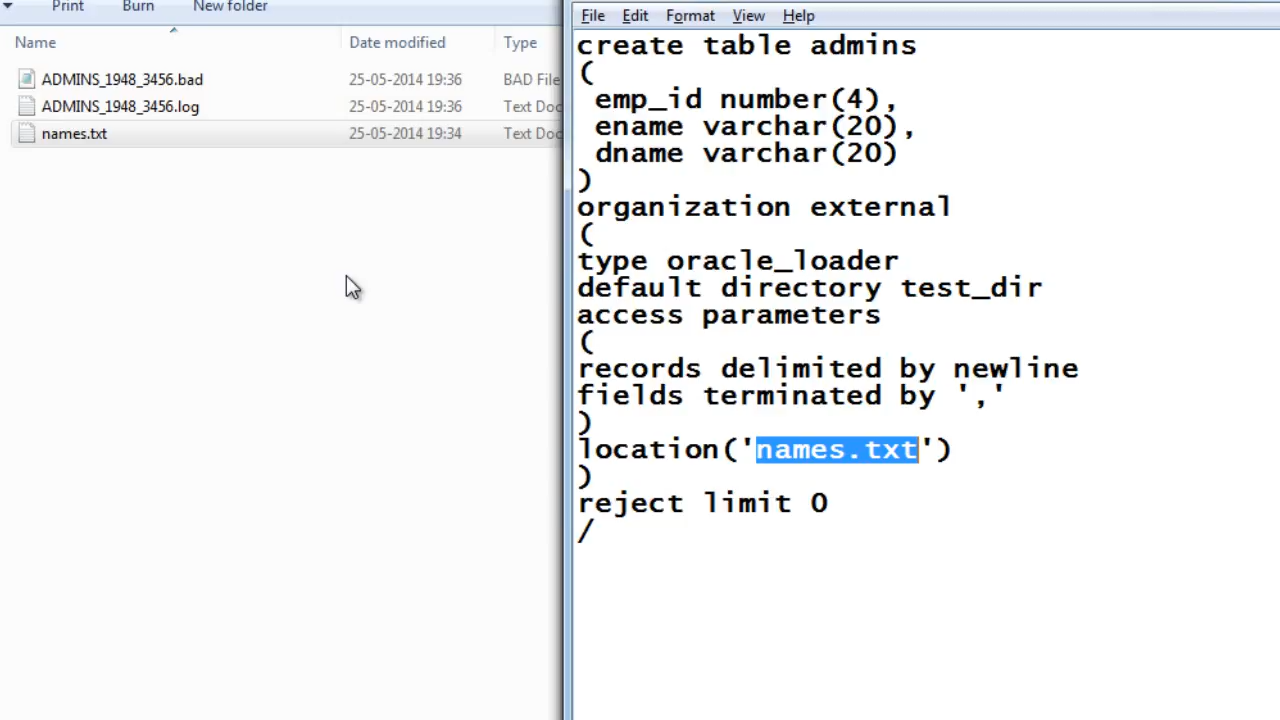 Print Burn New folder
Name Date modified Type
ADMINS_1948_3456.bad 25-05-2014 19:36 BAD File
ADMINS_1948_3456.log 25-05-2014 19:36 Text Doc
names.txt 25-05-2014 19:34 Text Doc
File Edit Format View Help
create table admins
(
emp_id number(4),
ename varchar(20),
dname varchar(20)
)
organization external
(
type oracle_loader
default directory test_dir
access parameters
(
records delimited by newline
fields terminated by ','
)
location('names.txt')
)
reject limit 0
/